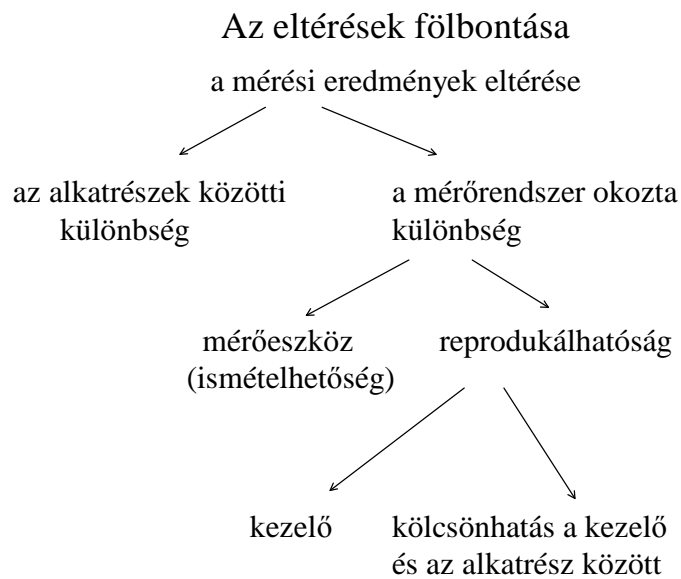 Az eltérések fölbontása
a mérési eredmények eltérése
az alkatrészek közötti
különbség
a mérőrendszer okozta
különbség
mérőeszköz
(ismételhetőség)
reprodukálhatóság
kezelő
kölcsönhatás a kezelő
és az alkatrész között